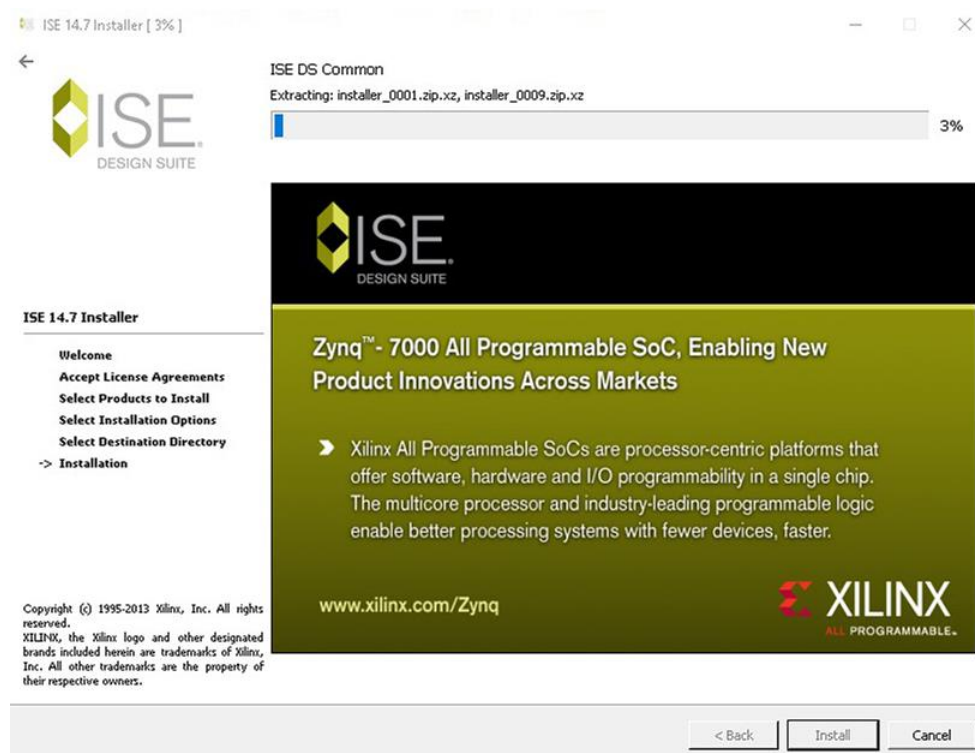 ISE 14.7 Installer [ 3% ]
ISE®
DESIGN SUITE
ISE DS Common
Extracting: installer_0001.zip.xz, installer_0009.zip.xz
3%
ISE 14.7 Installer
Welcome
Accept License Agreements
Select Products to Install
Select Installation Options
Select Destination Directory
-> Installation
Copyright (c) 1995-2013 Xilinx, Inc. All rights
reserved.
XILINX, the Xilinx logo and other designated
brands included herein are trademarks of Xilinx,
Inc. All other trademarks are the property of
their respective owners.
ISE®
DESIGN SUITE
Zynq™- 7000 All Programmable SoC, Enabling New
Product Innovations Across Markets
Xilinx All Programmable SoCs are processor-centric platforms that
offer software, hardware and I/O programmability in a single chip.
The multicore processor and industry-leading programmable logic
enable better processing systems with fewer devices, faster.
www.xilinx.com/Zynq
XILINX
ALL PROGRAMMABLE™
< Back
Install
Cancel